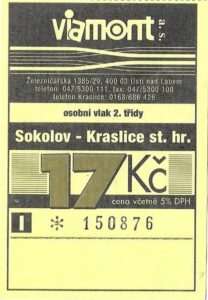 viamont a. s.
Železničářská 1385/29, 400 03 Ústí nad Labem
telefon: 047/5300 111, fax: 047/5300 100
telefon Kraslice: 0168/686 426
osobní vlak 2. třídy
Sokolov - Kraslice st. hr.
17 Kč
cena včetně 5% DPH
I * 150876